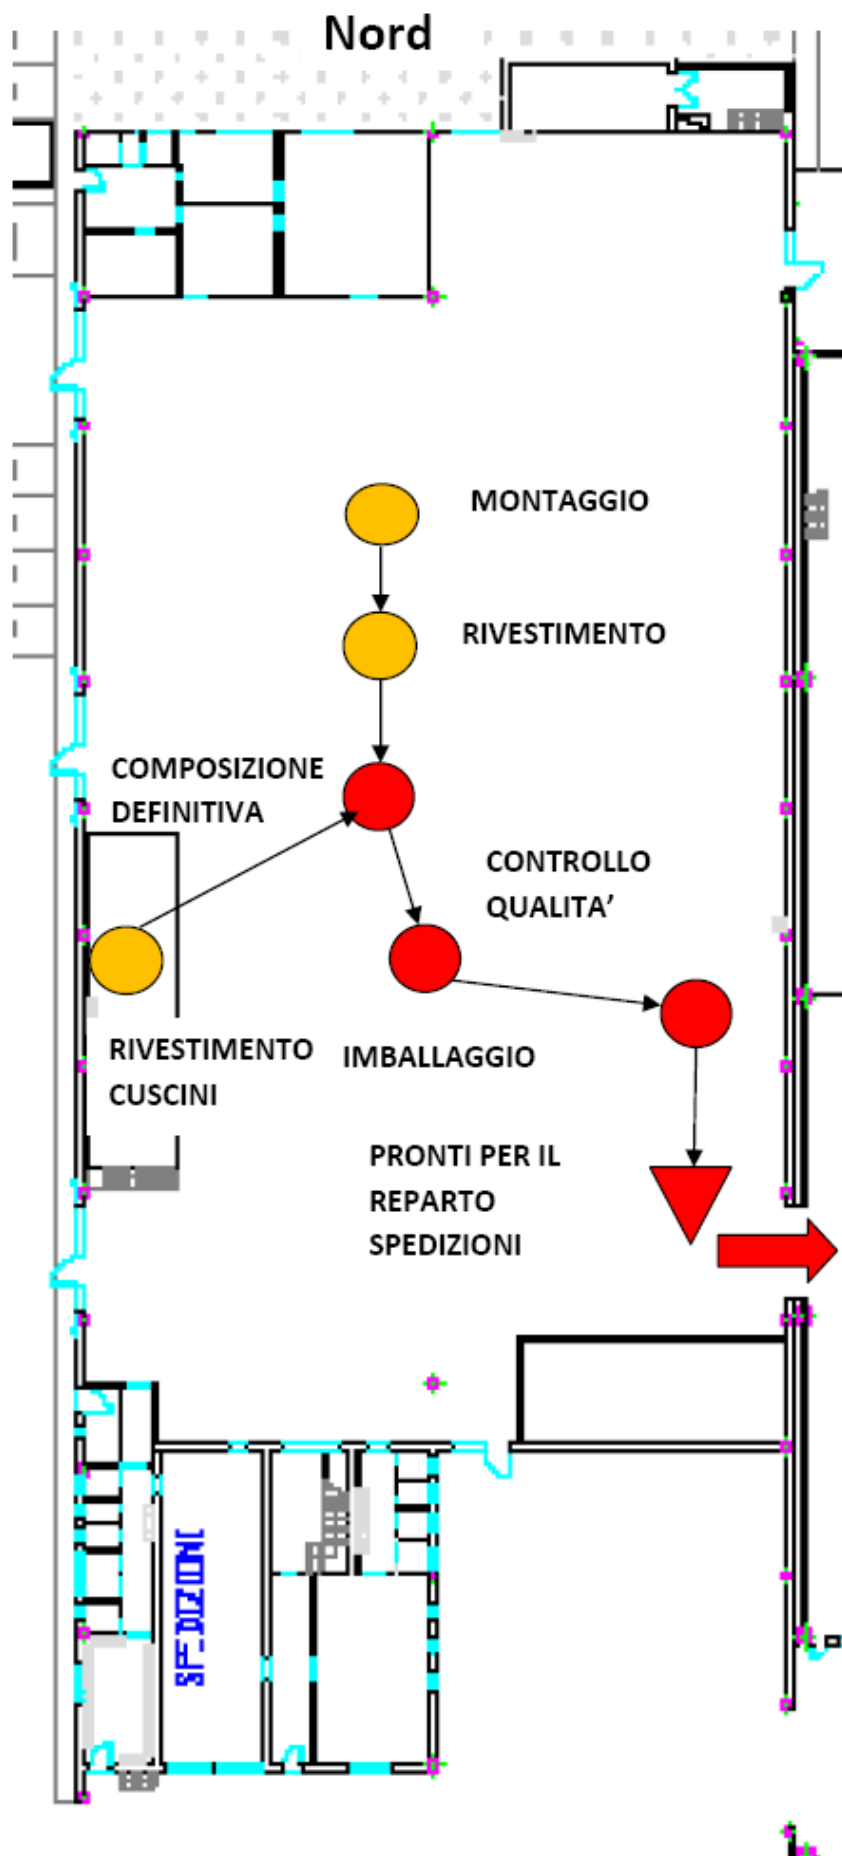 Nord
MONTAGGIO
RIVESTIMENTO
COMPOSIZIONE
DEFINITIVA
CONTROLLO
QUALITA’
RIVESTIMENTO
CUSCINI
IMBALLAGGIO
PRONTI PER IL
REPARTO
SPEDIZIONI
SPEDIZIONI